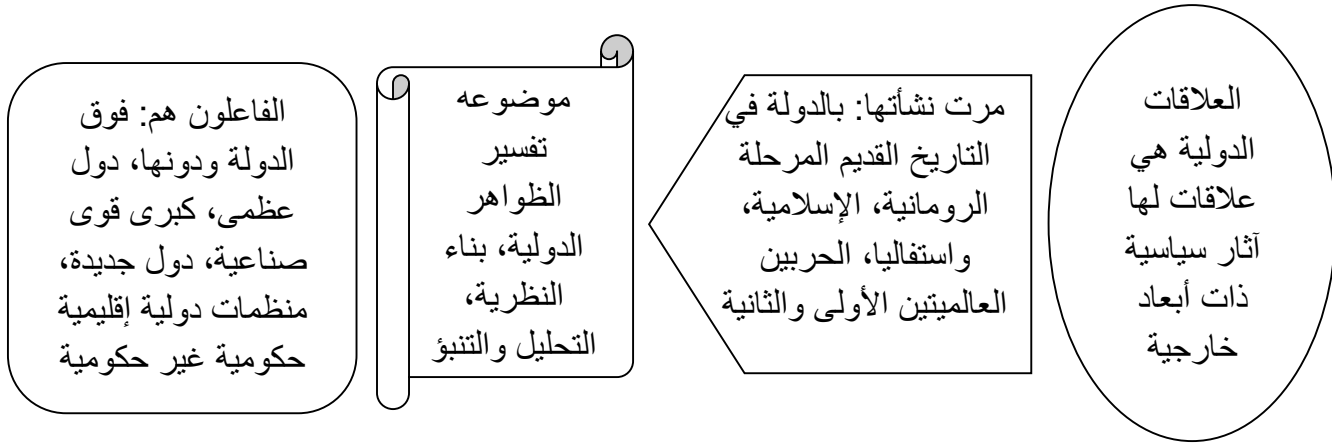 العلاقات
الدولية هي
علاقات لها
آثار سياسية
ذات أبعاد
خارجية
مرت نشأتها: بالدولة في
التاريخ القديم المرحلة
الرومانية، الإسلامية،
واستفاليا، الحربين
العالميتين الأولى والثانية
موضوعه
تفسير
الظواهر
الدولية، بناء
النظرية،
التحليل والتنبؤ
الفاعلون هم: فوق
الدولة ودونها، دول
عظمى، كبرى قوى
صناعية، دول جديدة،
منظمات دولية إقليمية
حكومية غير حكومية